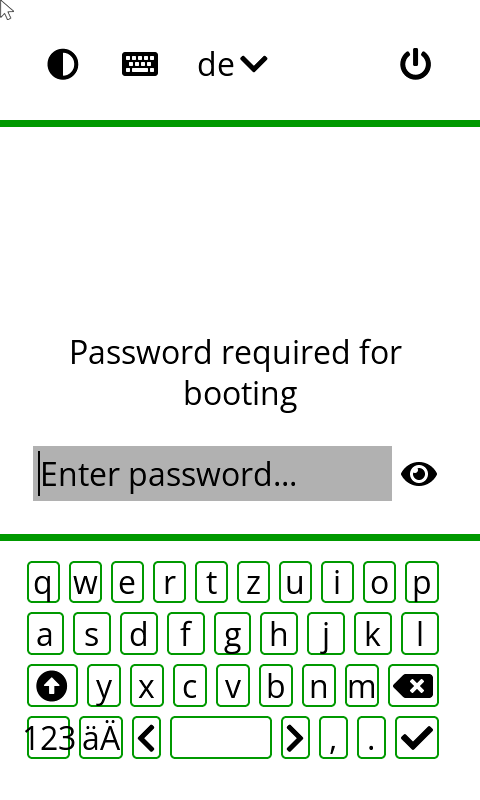 de
Password required for
booting
Enter password...
q w e r t z u i o p
a s d f g h j k l
y x c v b n m
123 äÄ , .